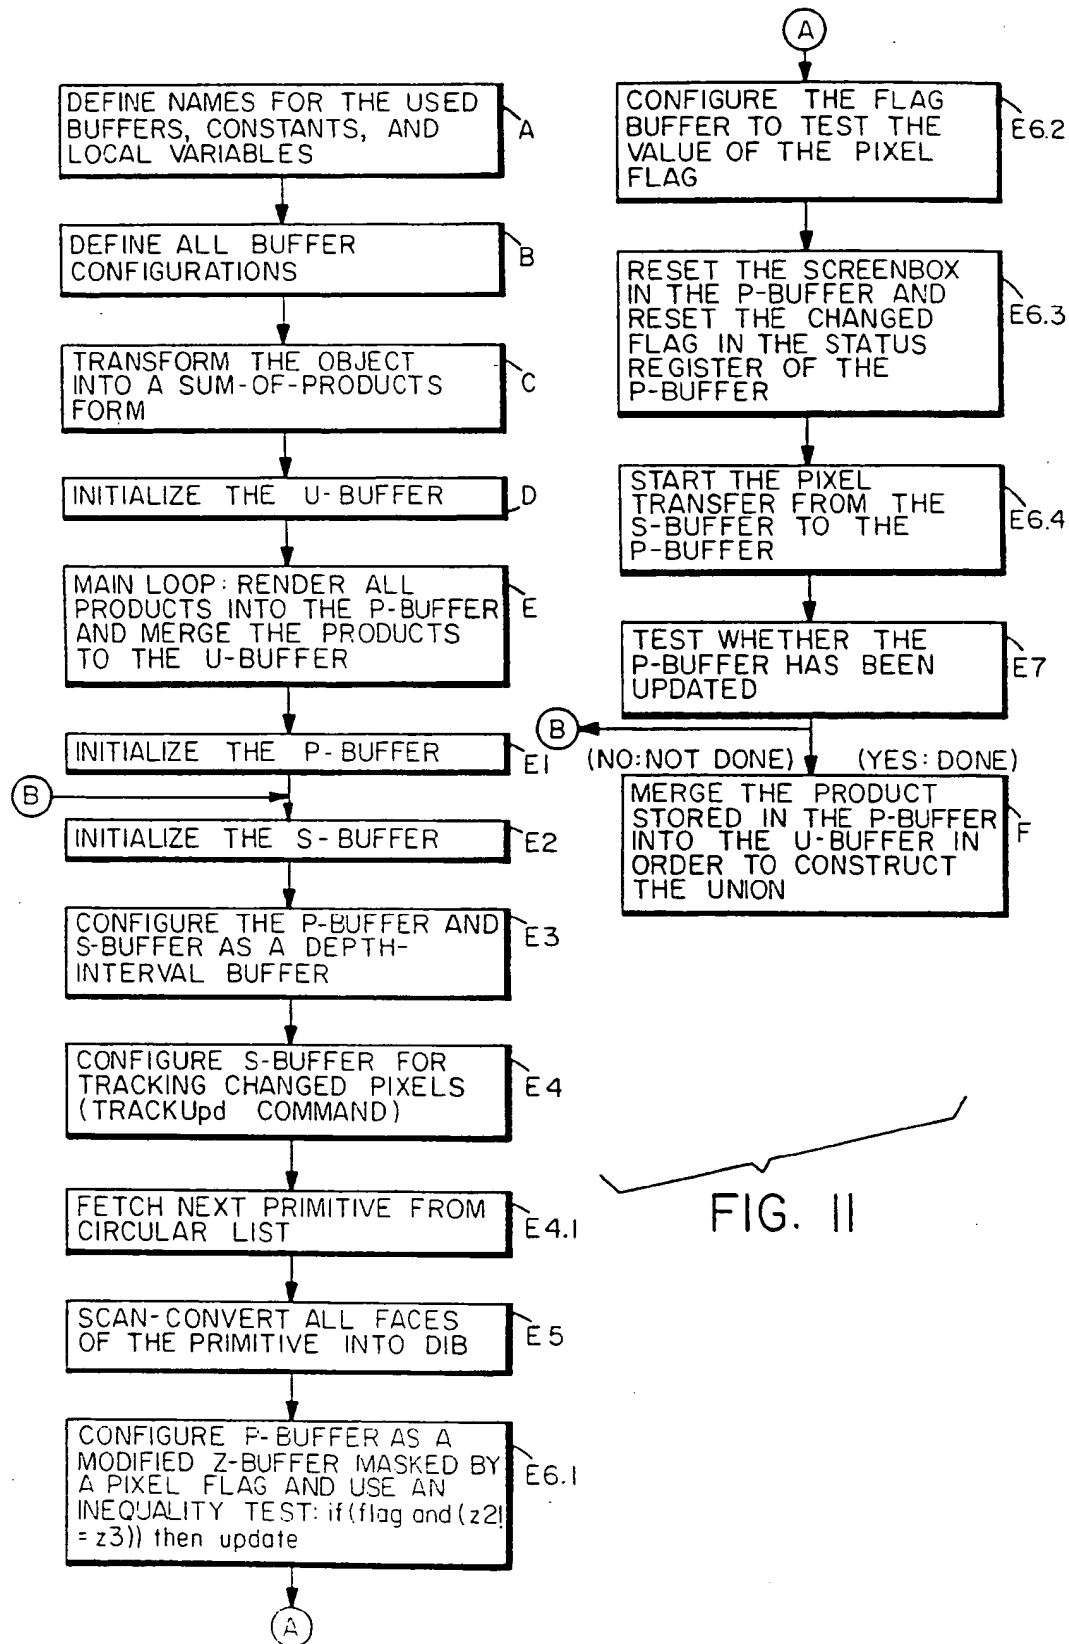 DEFINE NAMES FOR THE USED
BUFFERS, CONSTANTS, AND
LOCAL VARIABLES
A
DEFINE ALL BUFFER
CONFIGURATIONS
B
TRANSFORM THE OBJECT
INTO A SUM-OF-PRODUCTS
FORM
C
INITIALIZE THE U-BUFFER
D
MAIN LOOP: RENDER ALL
PRODUCTS INTO THE P-BUFFER
AND MERGE THE PRODUCTS
TO THE U-BUFFER
E
INITIALIZE THE P-BUFFER
E1
B
INITIALIZE THE S-BUFFER
E2
CONFIGURE THE P-BUFFER AND
S-BUFFER AS A DEPTH-
INTERVAL BUFFER
E3
CONFIGURE S-BUFFER FOR
TRACKING CHANGED PIXELS
(TRACKUpd COMMAND)
E4
FETCH NEXT PRIMITIVE FROM
CIRCULAR LIST
E4.1
SCAN-CONVERT ALL FACES
OF THE PRIMITIVE INTO DIB
E5
CONFIGURE P-BUFFER AS A
MODIFIED Z-BUFFER MASKED BY
A PIXEL FLAG AND USE AN
INEQUALITY TEST: if(flag and (z2!
= z3)) then update
E6.1
A
A
CONFIGURE THE FLAG
BUFFER TO TEST THE
VALUE OF THE PIXEL
FLAG
E6.2
RESET THE SCREENBOX
IN THE P-BUFFER AND
RESET THE CHANGED
FLAG IN THE STATUS
REGISTER OF THE
P-BUFFER
E6.3
START THE PIXEL
TRANSFER FROM THE
S-BUFFER TO THE
P-BUFFER
E6.4
TEST WHETHER THE
P-BUFFER HAS BEEN
UPDATED
E7
B
(NO:NOT DONE) (YES: DONE)
MERGE THE PRODUCT
STORED IN THE P-BUFFER
INTO THE U-BUFFER IN
ORDER TO CONSTRUCT
THE UNION
F
FIG. 11